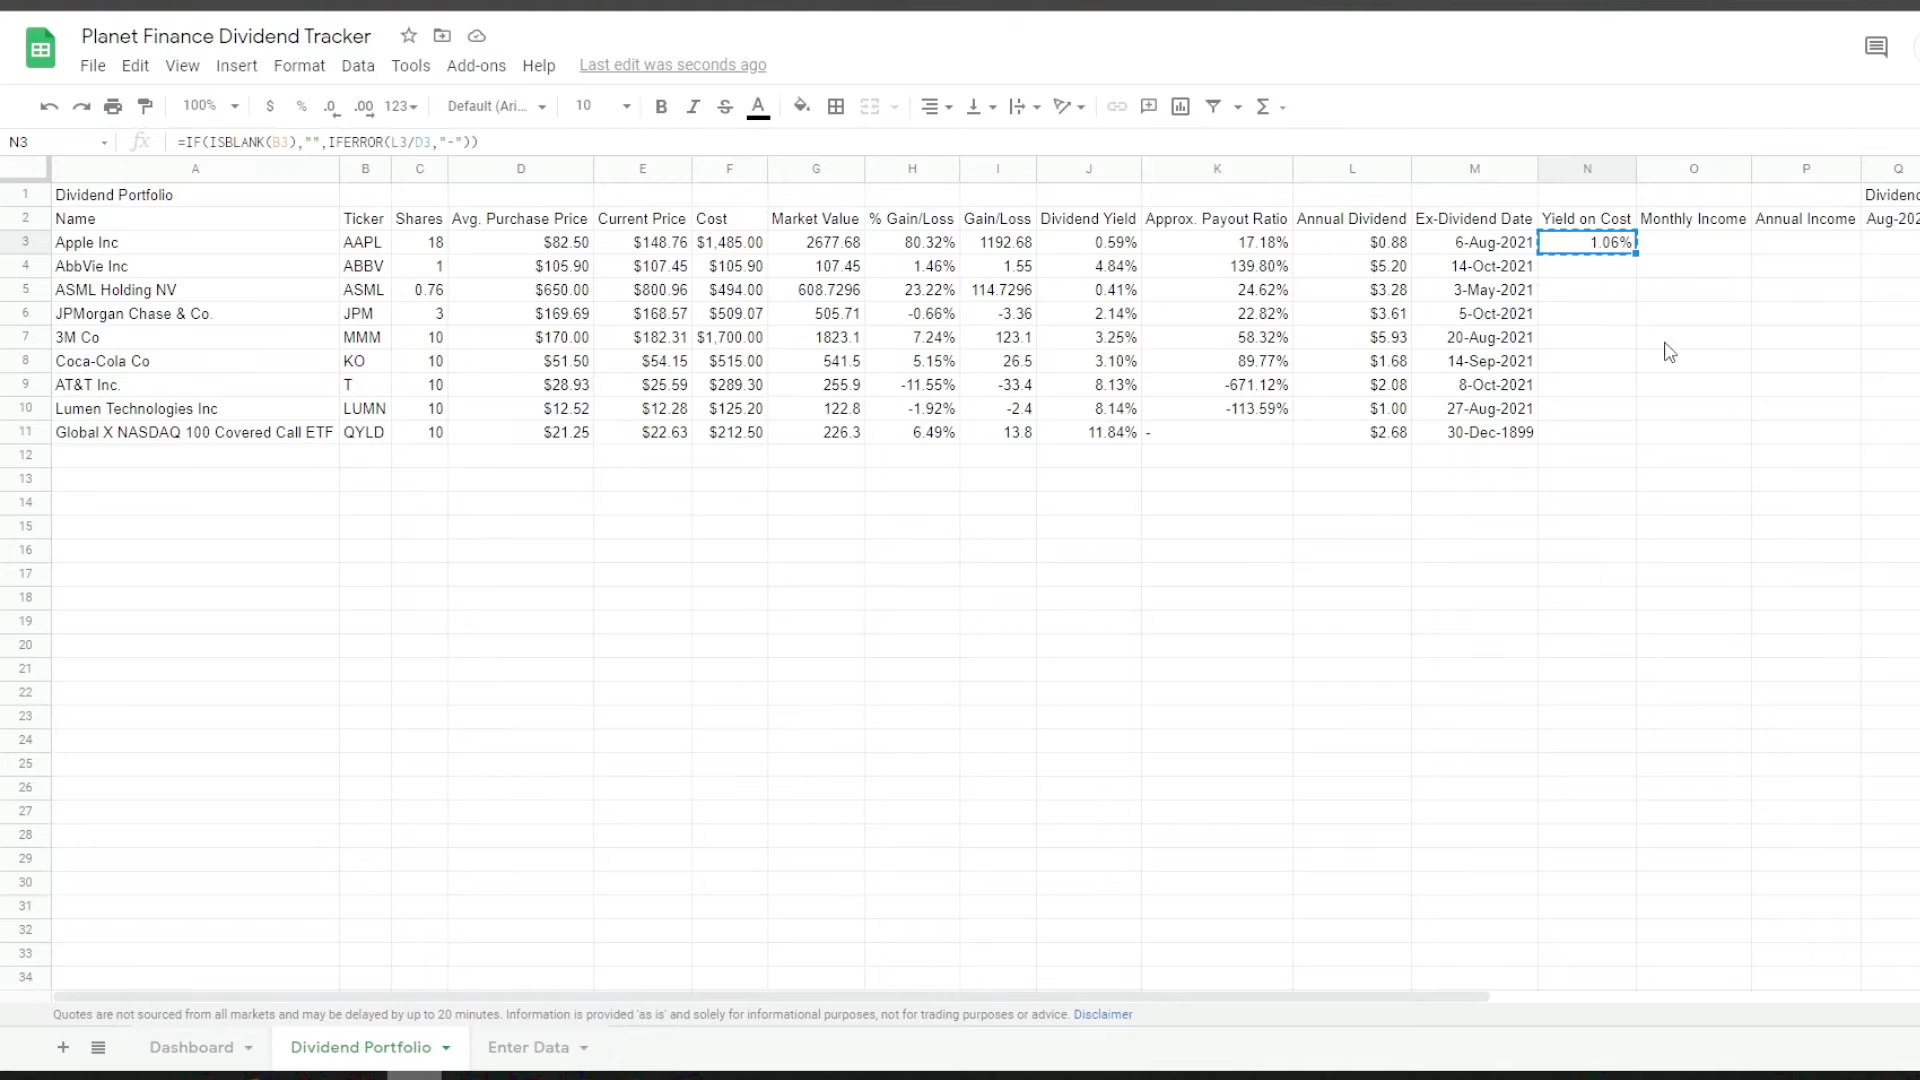 Planet Finance Dividend Tracker
File Edit View Insert Format Data Tools Add-ons Help Last edit was seconds ago
100% $ % .0 .00 123 Default (Ari... 10 B I S A Σ
N3 fx =IF(ISBLANK(B3),"",IFERROR(L3/D3,"-"))
A B C D E F G H I J K L M N O P Q
1 Dividend Portfolio
2 Name Ticker Shares Avg. Purchase Price Current Price Cost Market Value % Gain/Loss Gain/Loss Dividend Yield Approx. Payout Ratio Annual Dividend Ex-Dividend Date Yield on Cost Monthly Income Annual Income
3 Apple Inc AAPL 18 $82.50 $148.76 $1,485.00 2677.68 80.32% 1192.68 0.59% 17.18% $0.88 6-Aug-2021 1.06%
4 AbbVie Inc ABBV 1 $105.90 $107.45 $105.90 107.45 1.46% 1.55 4.84% 139.80% $5.20 14-Oct-2021
5 ASML Holding NV ASML 0.76 $650.00 $800.96 $494.00 608.7296 23.22% 114.7296 0.41% 24.62% $3.28 3-May-2021
6 JPMorgan Chase & Co. JPM 3 $169.69 $168.57 $509.07 505.71 -0.66% -3.36 2.14% 22.82% $3.61 5-Oct-2021
7 3M Co MMM 10 $170.00 $182.31 $1,700.00 1823.1 7.24% 123.1 3.25% 58.32% $5.93 20-Aug-2021
8 Coca-Cola Co KO 10 $51.50 $54.15 $515.00 541.5 5.15% 26.5 3.10% 89.77% $1.68 14-Sep-2021
9 AT&T Inc. T 10 $28.93 $25.59 $289.30 255.9 -11.55% -33.4 8.13% -671.12% $2.08 8-Oct-2021
10 Lumen Technologies Inc LUMN 10 $12.52 $12.28 $125.20 122.8 -1.92% -2.4 8.14% -113.59% $1.00 27-Aug-2021
11 Global X NASDAQ 100 Covered Call ETF QYLD 10 $21.25 $22.63 $212.50 226.3 6.49% 13.8 11.84% - $2.68 30-Dec-1899
12
13
14
15
16
17
18
19
20
21
22
23
24
25
26
27
28
29
30
31
32
33
34
Quotes are not sourced from all markets and may be delayed by up to 20 minutes. Information is provided 'as is' and solely for informational purposes, not for trading purposes or advice. Disclaimer
+ Dashboard Dividend Portfolio Enter Data